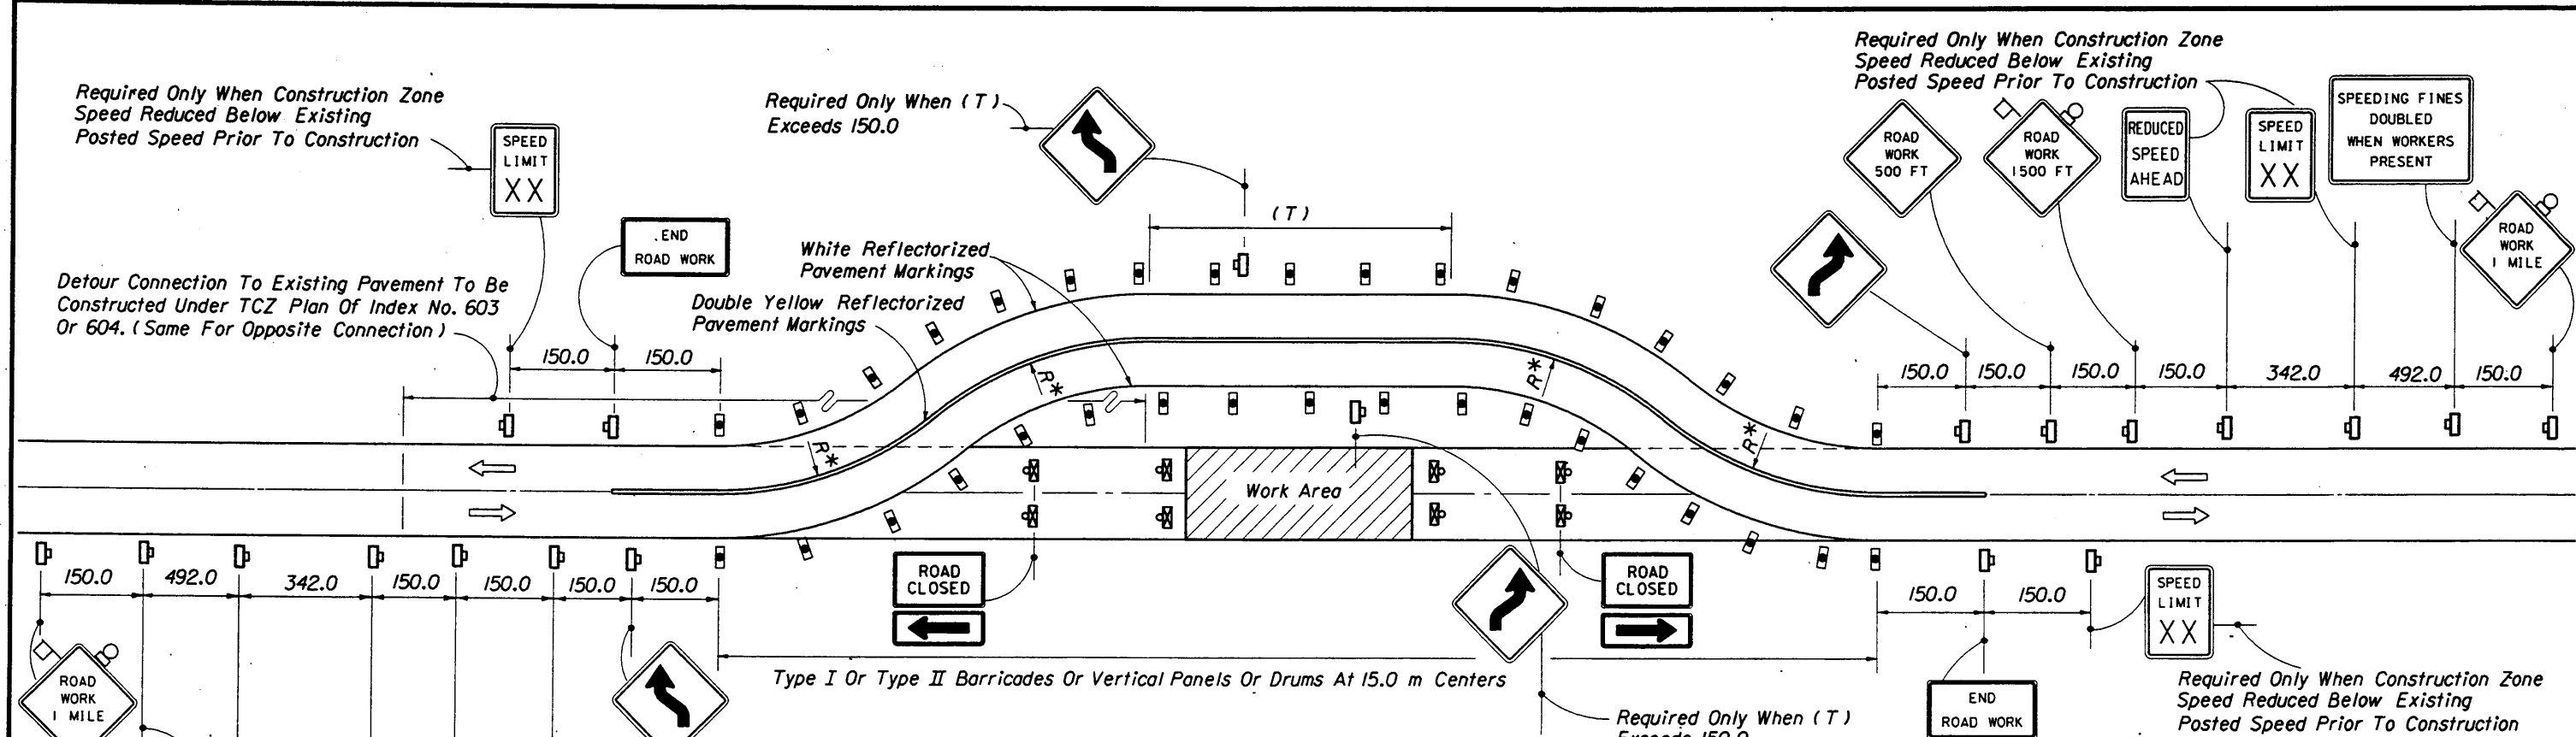 Required Only When Construction Zone
Speed Reduced Below Existing
Posted Speed Prior To Construction
SPEED
LIMIT
XX
END
ROAD WORK
Detour Connection To Existing Pavement To Be
Constructed Under TCZ Plan Of Index No. 603
Or 604. (Same For Opposite Connection)
Required Only When (T)
Exceeds 150.0
(T)
White Reflectorized
Pavement Markings
Double Yellow Reflectorized
Pavement Markings
Required Only When Construction Zone
Speed Reduced Below Existing
Posted Speed Prior To Construction
ROAD
WORK
500 FT
ROAD
WORK
1500 FT
REDUCED
SPEED
AHEAD
SPEED
LIMIT
XX
SPEEDING FINES
DOUBLED
WHEN WORKERS
PRESENT
ROAD
WORK
1 MILE
150.0 150.0
150.0 150.0 150.0 150.0 342.0 492.0 150.0
R*
R*
R*
R*
Work Area
150.0 492.0 342.0 150.0 150.0 150.0 150.0
ROAD
CLOSED
ROAD
CLOSED
150.0 150.0
SPEED
LIMIT
XX
ROAD
WORK
1 MILE
Type I Or Type II Barricades Or Vertical Panels Or Drums At 15.0 m Centers
Required Only When (T)
Exceeds 150.0
END
ROAD WORK
Required Only When Construction Zone
Speed Reduced Below Existing
Posted Speed Prior To Construction